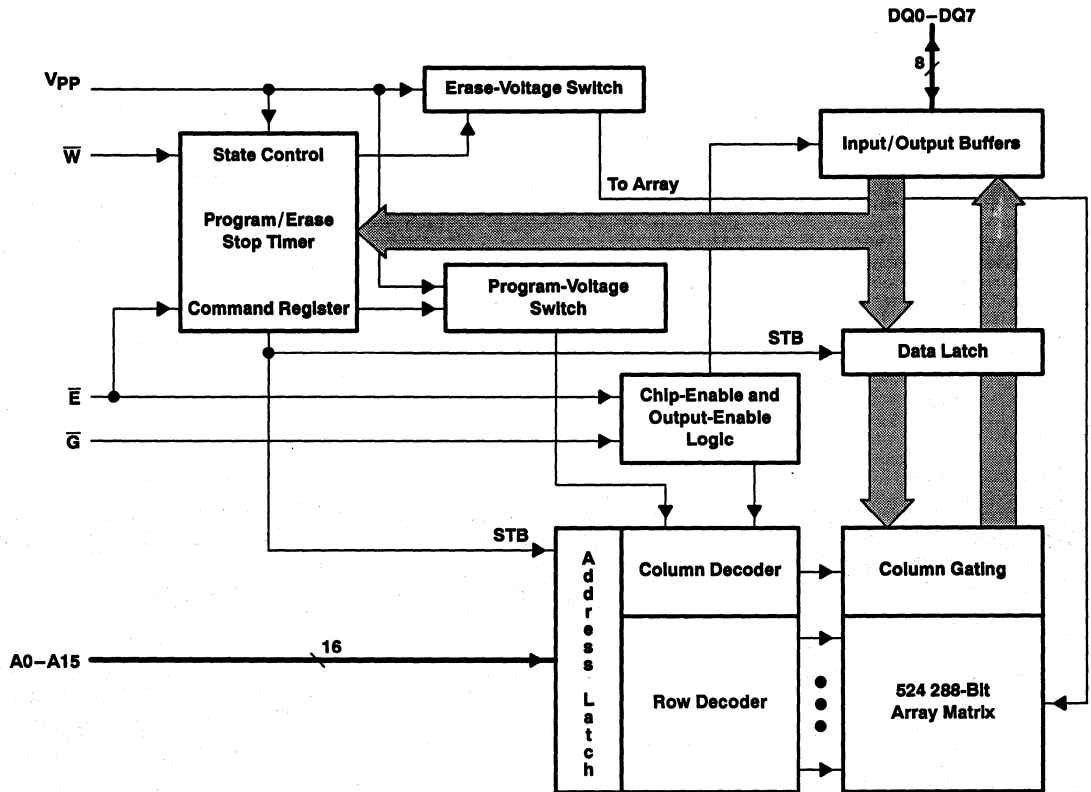 DQ0–DQ7
8
VPP
Erase-Voltage Switch
W̅
State Control
Input/Output Buffers
To Array
Program/Erase
Stop Timer
Program-Voltage
Switch
Command Register
STB
Data Latch
E̅
Chip-Enable and
Output-Enable
Logic
G̅
STB
Address Latch
Column Decoder
Column Gating
A0–A15
16
Row Decoder
524 288-Bit
Array Matrix